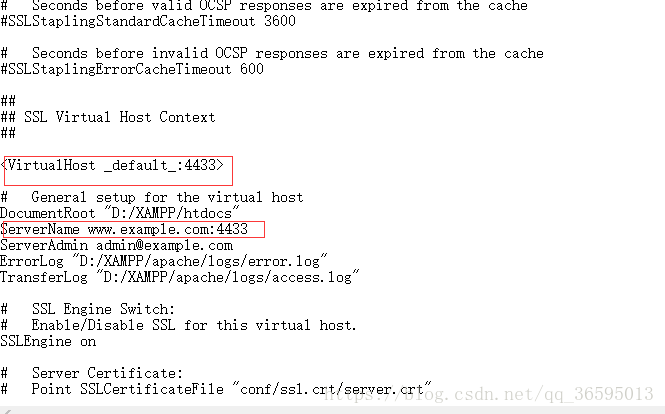 #   Seconds before valid OCSP responses are expired from the cache
#SSLStaplingStandardCacheTimeout 3600
#   Seconds before invalid OCSP responses are expired from the cache
#SSLStaplingErrorCacheTimeout 600
##
## SSL Virtual Host Context
##
<VirtualHost _default_:4433>
#   General setup for the virtual host
DocumentRoot "D:/XAMPP/htdocs"
ServerName www.example.com:4433
ServerAdmin admin@example.com
ErrorLog "D:/XAMPP/apache/logs/error.log"
TransferLog "D:/XAMPP/apache/logs/access.log"
#   SSL Engine Switch:
#   Enable/Disable SSL for this virtual host.
SSLEngine on
#   Server Certificate:
#   Point SSLCertificateFile "conf/ssl.crt/server.crt"
https://blog.csdn.net/qq_36595013